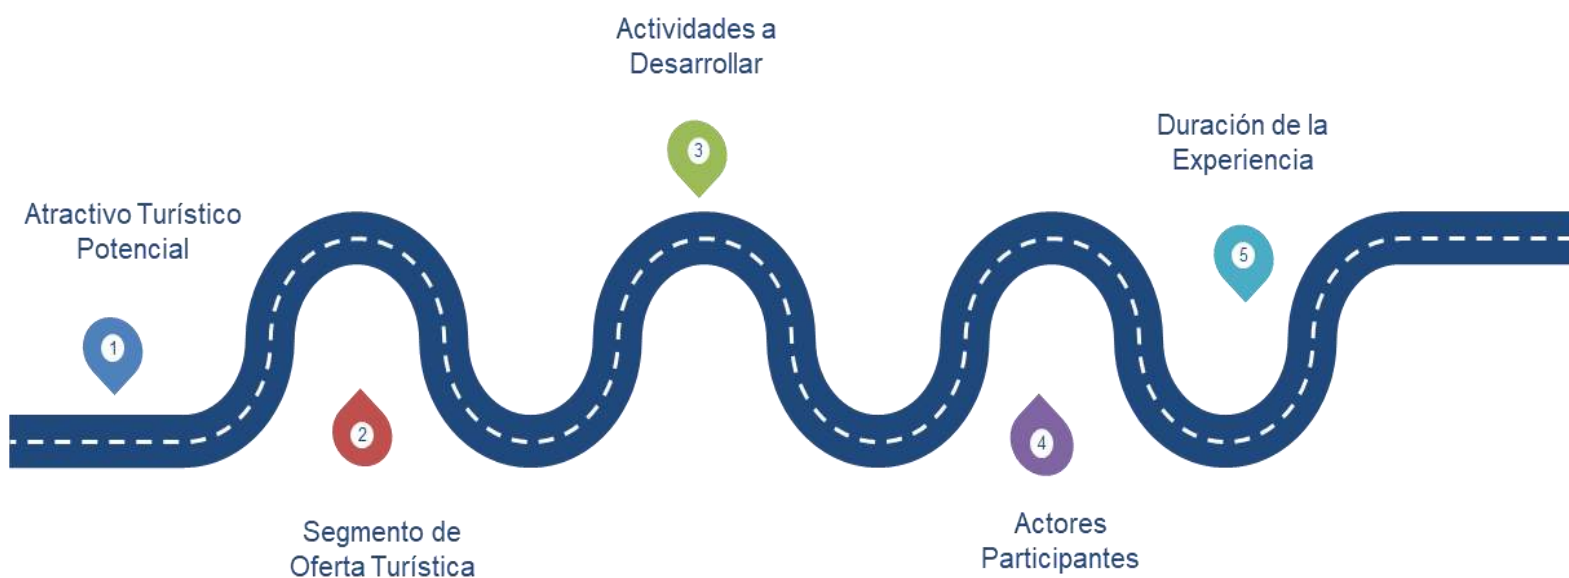 Atractivo Turístico
Potencial
1
2
Segmento de
Oferta Turística
Actividades a
Desarrollar
3
4
Actores
Participantes
Duración de la
Experiencia
5